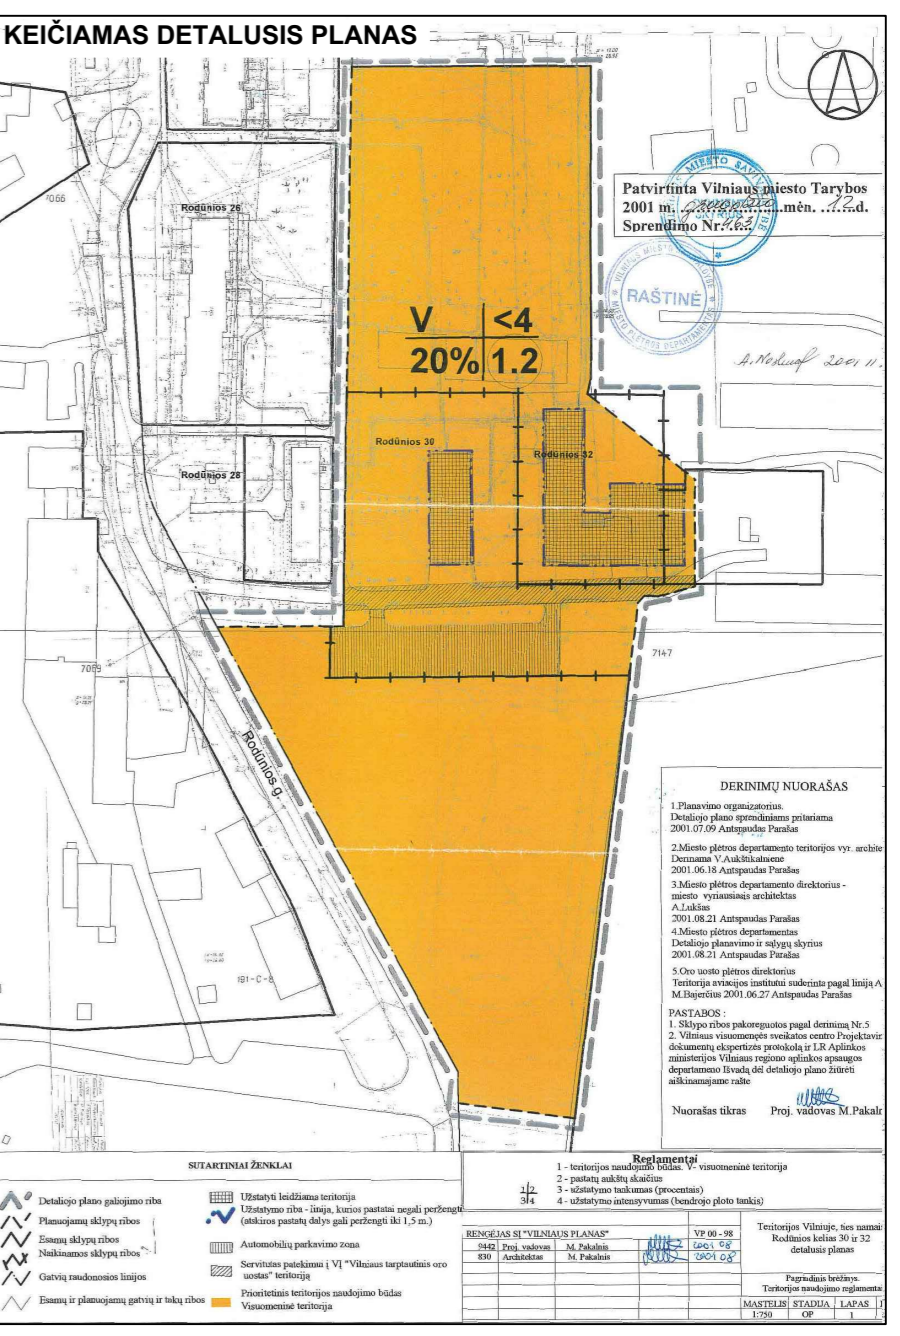 KEIČIAMAS DETALUSIS PLANAS
7066
Rodūnios 26
Patvirtinta Vilniaus miesto Tarybos
2001 m. mėn. 12 d.
Sprendimo Nr. 463
RAŠTINĖ
V <4
20% 1.2
Rodūnios 30
Rodūnios 32
Rodūnios 28
7147
7069
Rodūnios g.
191-C-8
DERINIMŲ NUORAŠAS
1.Planavimo organizatorius.
Detaliojo plano sprendiniams pritariama
2001.07.09 Antspaudas Parašas
2.Miesto plėtros departamento teritorijos vyr. archite
Derinama V.Aukštikalniene
2001.06.18 Antspaudas Parašas
3.Miesto plėtros departamento direktorius -
miesto vyriausiasis architektas
A.Lukšas
2001.08.21 Antspaudas Parašas
4.Miesto plėtros departamentas
Detaliojo planavimo ir sąlygų skyrius
2001.08.21 Antspaudas Parašas
5.Oro uosto plėtros direktorius
Teritorija aviacijos institutui suderinta pagal liniją A
M.Bajerčius 2001.06.27 Antspaudas Parašas
PASTABOS :
1. Sklypo ribos pakoreguotos pagal derinimą Nr.5
2. Vilniaus visuomenės sveikatos centro Projektavir
dokumentų ekspertizės protokolą ir LR Aplinkos
ministerijos Vilniaus regiono aplinkos apsaugos
departameno Išvadą dėl detaliojo plano žiūrėti
aiškinamajame rašte
Nuorašas tikras Proj. vadovas M.Pakalr
SUTARTINIAI ŽENKLAI
Detaliojo plano galiojimo riba
Planuojamų sklypų ribos
Esamų sklypų ribos
Naikinamos sklypų ribos
Gatvių raudonosios linijos
Esamų ir planuojamų gatvių ir takų ribos
Užstatyti leidžiama teritorija
Užstatymo riba - linija, kurios pastatai negali peržengti
(atskiros pastatų dalys gali peržengti iki 1,5 m.)
Automobilių parkavimo zona
Servitutas patekimui į VĮ "Vilniaus tarptautinis oro
uostas" teritoriją
Prioritetinis teritorijos naudojimo būdas
Visuomeninė teritorija
Reglamentai
1 - teritorijos naudojimo būdas. V- visuomeninė teritorija
2 - pastatų aukštų skaičius
3 - užstatymo tankumas (procentais)
4 - užstatymo intensyvumas (bendrojo ploto tankis)
1 2
3 4
RENGĖJAS SĮ "VILNIAUS PLANAS" VP 00 - 98
9442 Proj. vadovas M. Pakalnis 2001 08
830 Architektas M. Pakalnis 2001 08
Teritorijos Vilniuje, ties namai
Rodūnios kelias 30 ir 32
detalusis planas
Pagrindinis brėžinys.
Teritorijos naudojimo reglamentai
MASTELIS STADIJA LAPAS
1:750 OP 1